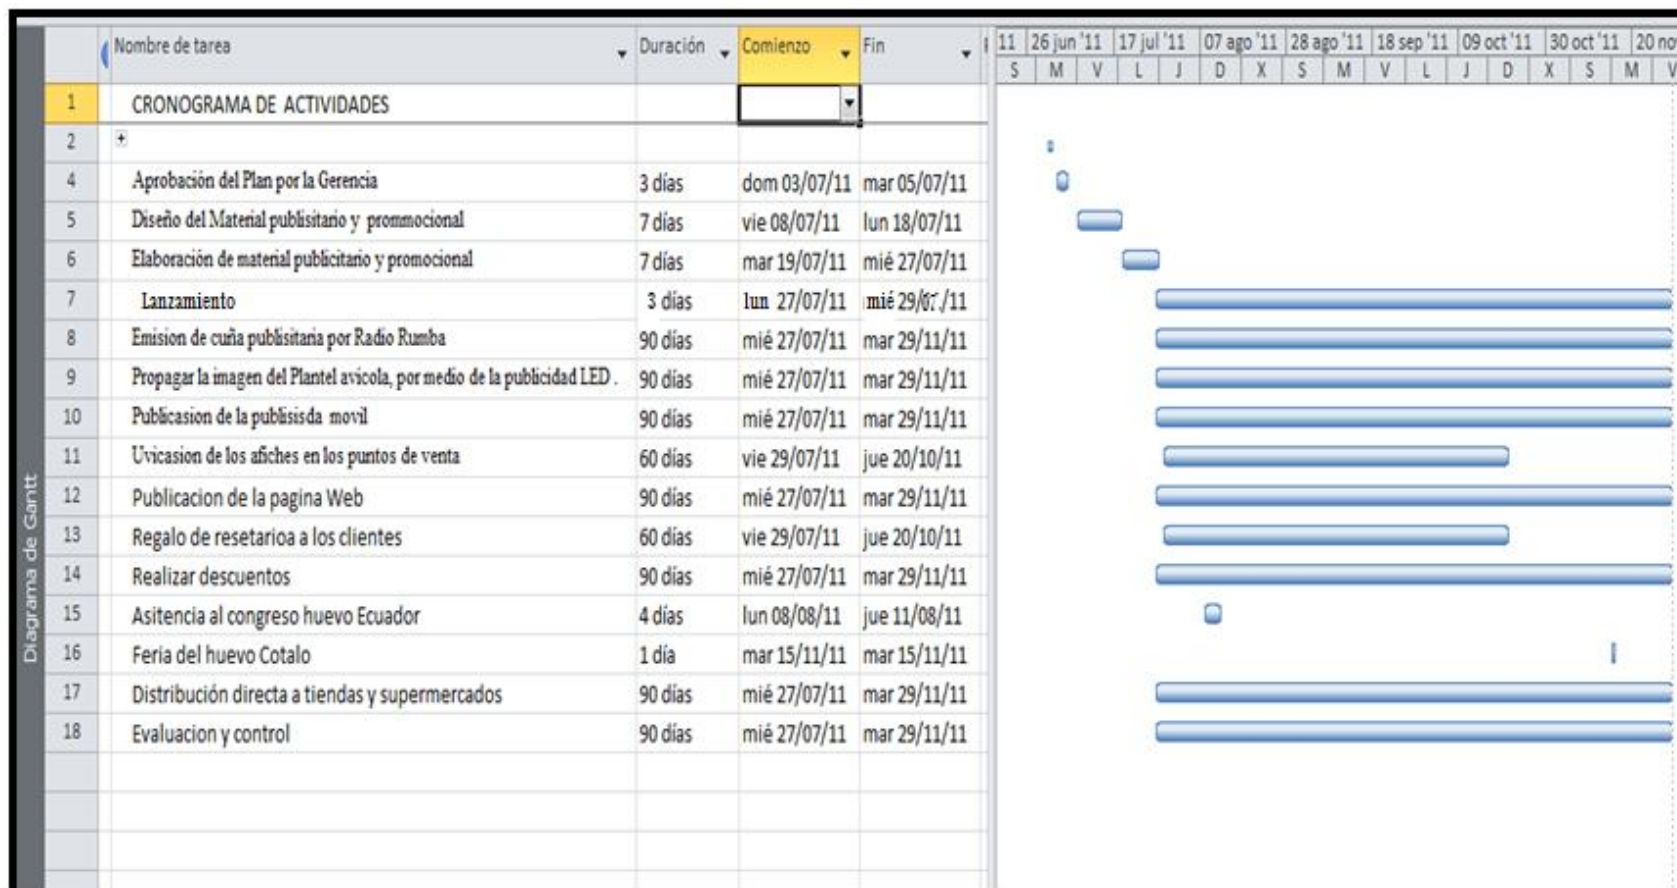 Nombre de tarea Duración Comienzo Fin 11 26 jun '11 17 jul '11 07 ago '11 28 ago '11 18 sep '11 09 oct '11 30 oct '11 20 no
S M V L J D X S M V L J D X S M V
1 CRONOGRAMA DE ACTIVIDADES
2
4 Aprobación del Plan por la Gerencia 3 días dom 03/07/11 mar 05/07/11
5 Diseño del Material publisitario y prommocional 7 días vie 08/07/11 lun 18/07/11
6 Elaboración de material publicitario y promocional 7 días mar 19/07/11 mié 27/07/11
7 Lanzamiento 3 días lun 27/07/11 mié
8 Emision de cuña publisitaria por Radio Rumba 90 días mié 27/07/11 mar 29/11/11
9 Propagar la imagen del Plantel avicola, por medio de la publicidad LED . 90 días mié 27/07/11 mar 29/11/11
10 Publicasion de la publisisda movil 90 días mié 27/07/11 mar 29/11/11
11 Uvicasion de los afiches en los puntos de venta 60 días vie 29/07/11 jue 20/10/11
12 Publicacion de la pagina Web 90 días mié 27/07/11 mar 29/11/11
13 Regalo de resetarioa a los clientes 60 días vie 29/07/11 jue 20/10/11
14 Realizar descuentos 90 días mié 27/07/11 mar 29/11/11
15 Asitencia al congreso huevo Ecuador 4 días lun 08/08/11 jue 11/08/11
16 Feria del huevo Cotalo 1 día mar 15/11/11 mar 15/11/11
17 Distribución directa a tiendas y supermercados 90 días mié 27/07/11 mar 29/11/11
18 Evaluacion y control 90 días mié 27/07/11 mar 29/11/11
Diagrama de Gantt